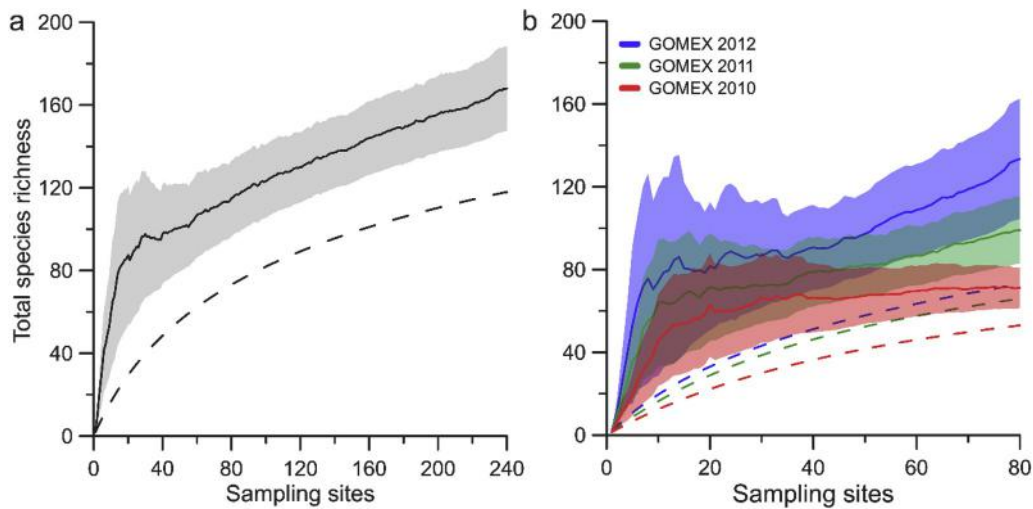 a
200
160
120
80
40
0
Total species richness
0 40 80 120 160 200 240
Sampling sites
b
200
160
120
80
40
0
GOMEX 2012
GOMEX 2011
GOMEX 2010
0 20 40 60 80
Sampling sites